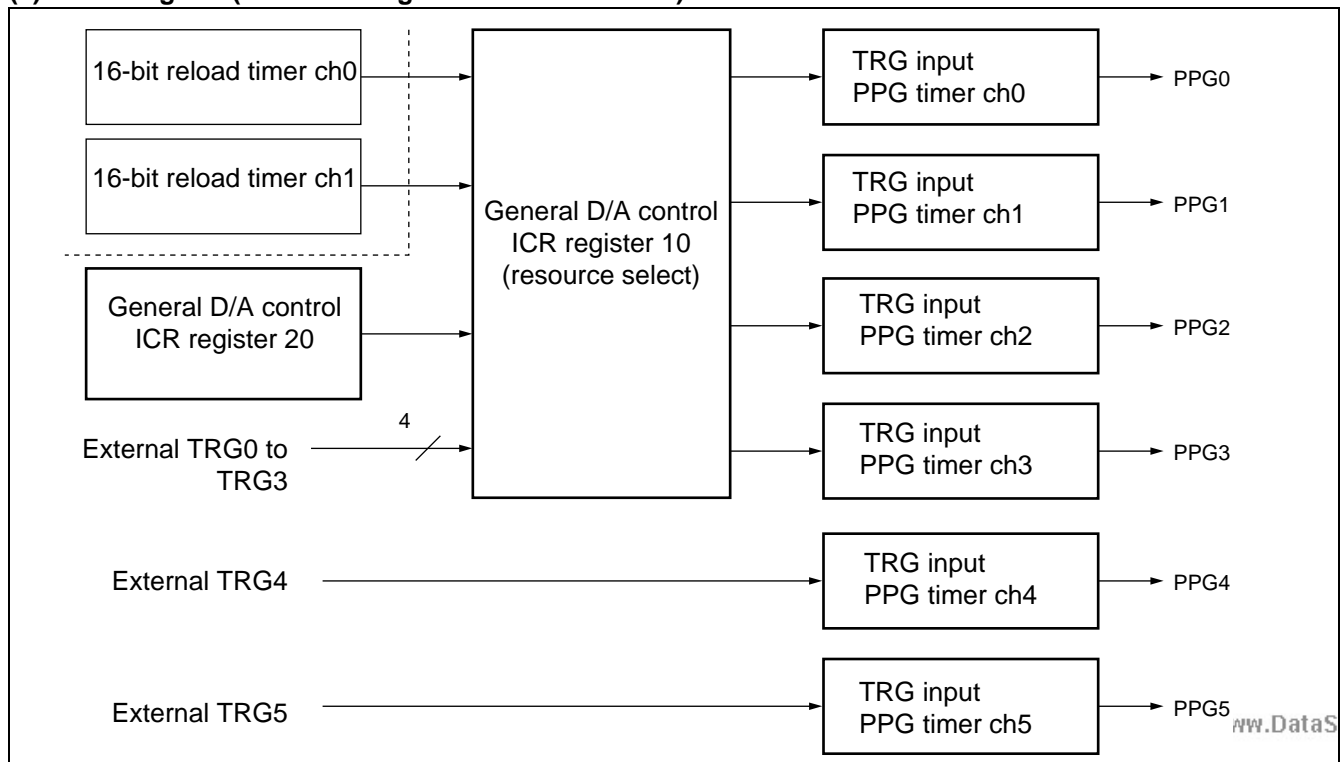 16-bit reload timer ch0
16-bit reload timer ch1
General D/A control
ICR register 20
External TRG0 to
TRG3
4
General D/A control
ICR register 10
(resource select)
TRG input
PPG timer ch0
PPG0
TRG input
PPG timer ch1
PPG1
TRG input
PPG timer ch2
PPG2
TRG input
PPG timer ch3
PPG3
External TRG4
TRG input
PPG timer ch4
PPG4
External TRG5
TRG input
PPG timer ch5
PPG5
ww.DataS